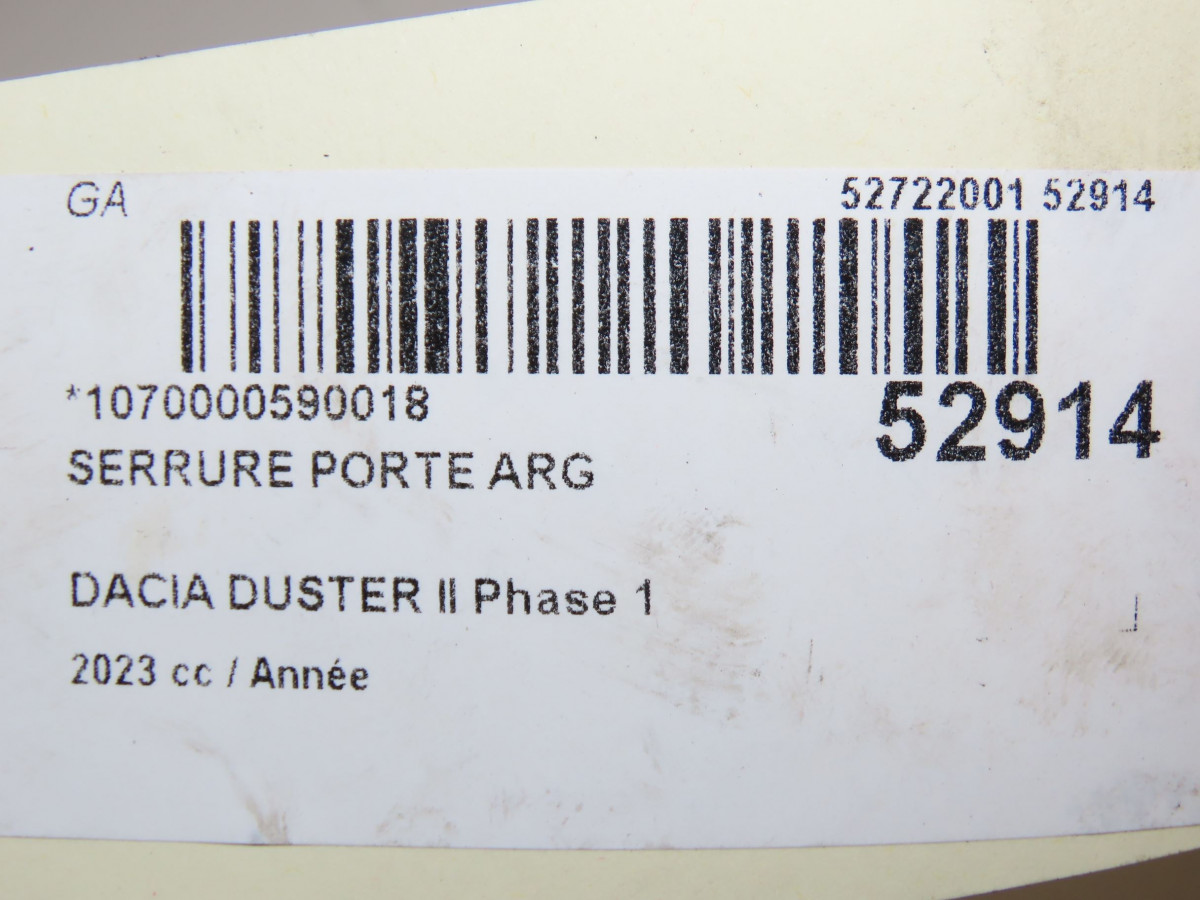 GA
52722001 52914
*1070000590018
52914
SERRURE PORTE ARG
DACIA DUSTER II Phase 1
2023 cc / Année